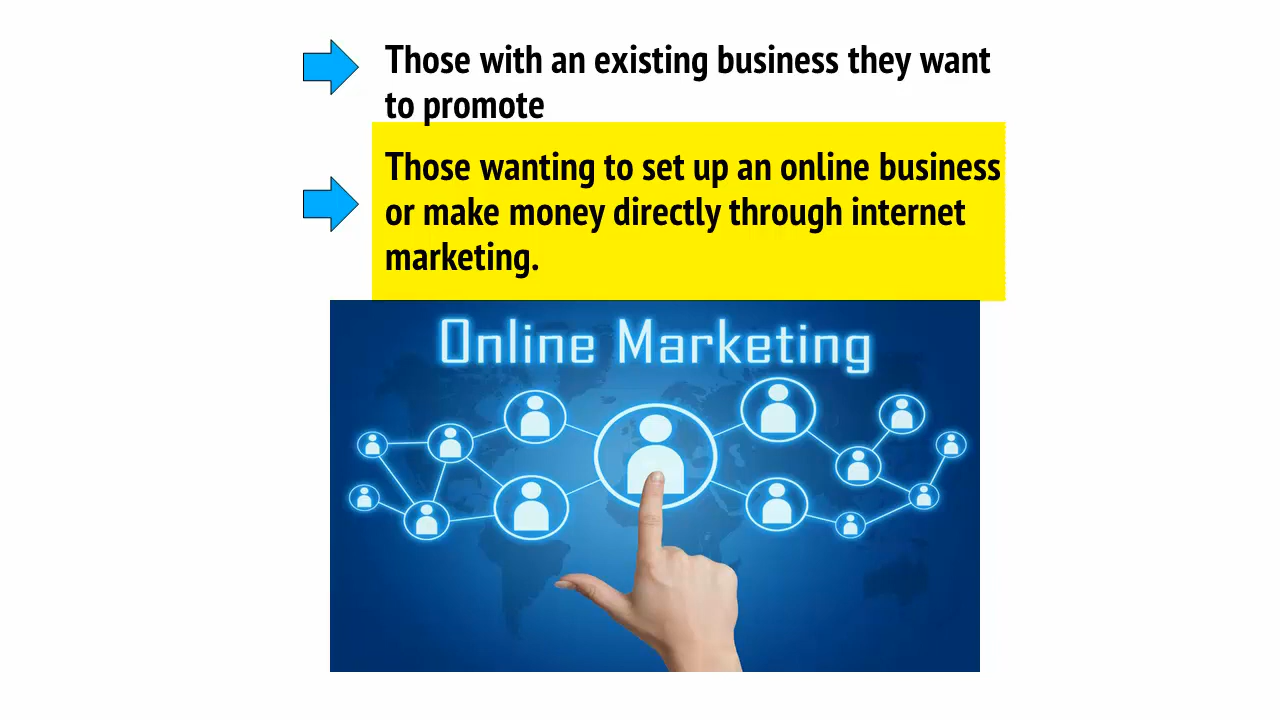 Those with an existing business they want
to promote
Those wanting to set up an online business
or make money directly through internet
marketing.
Online Marketing